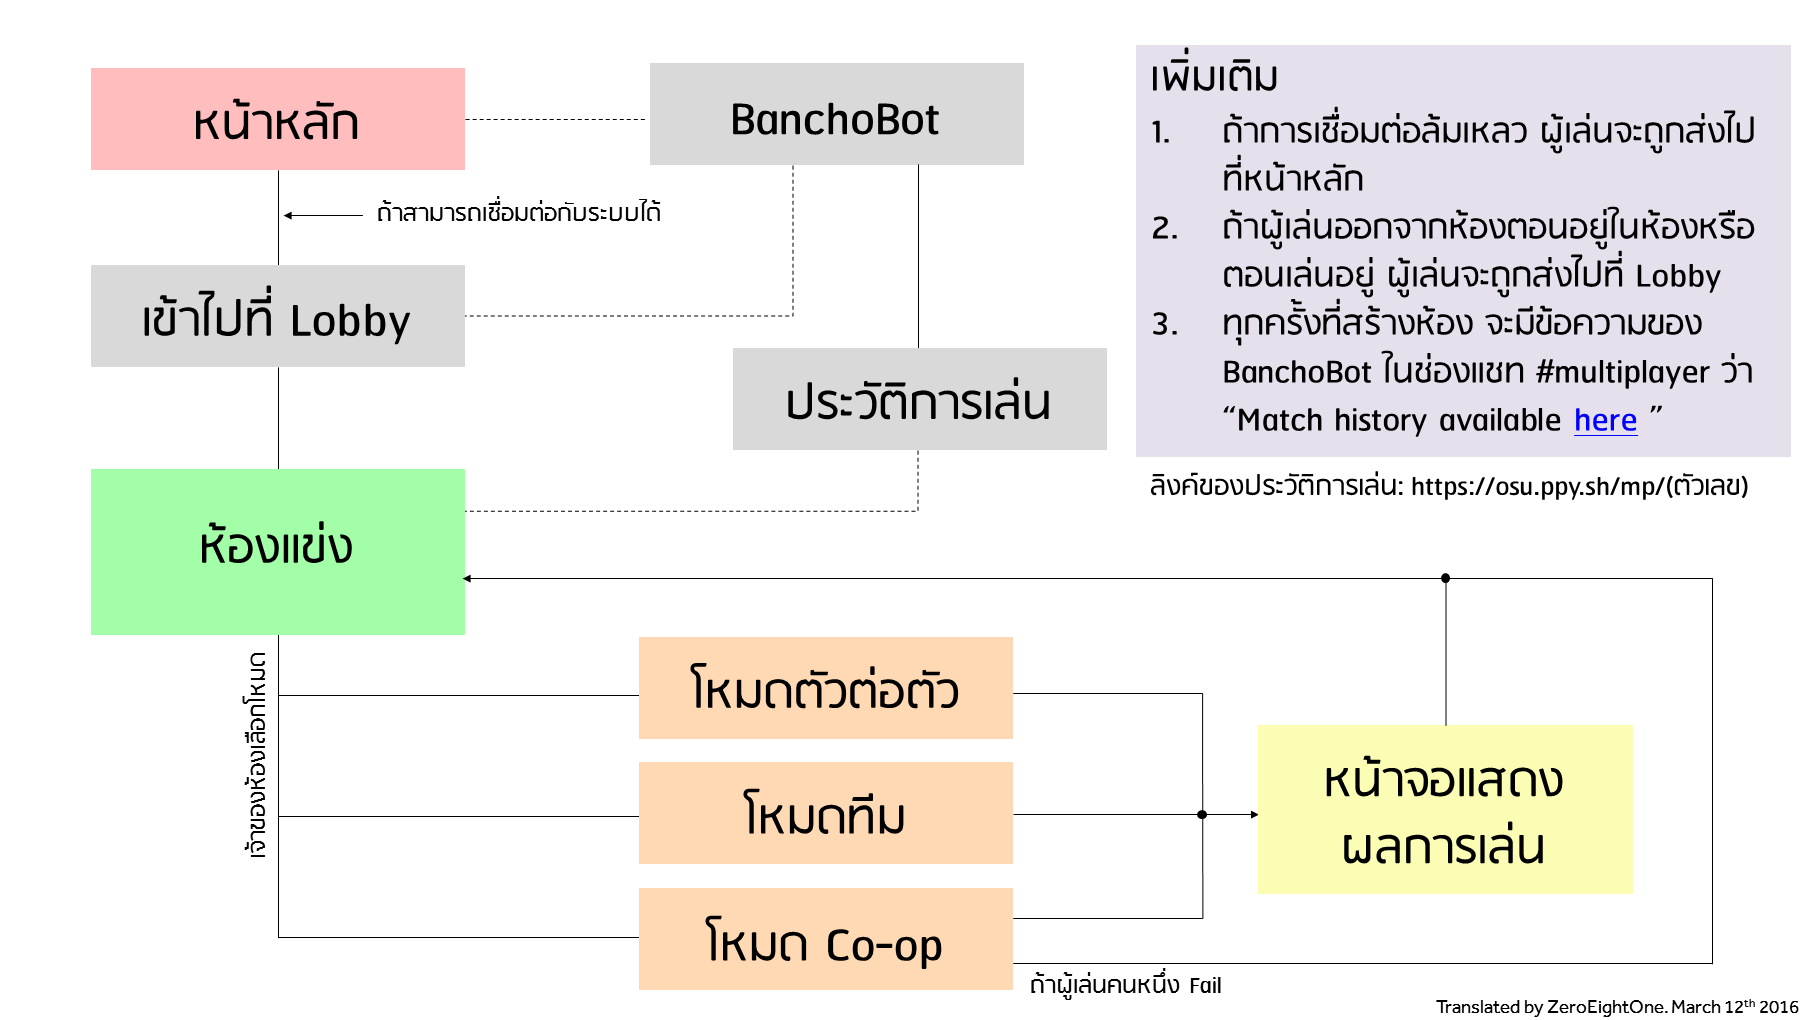 หน้าหลัก
BanchoBot
ถ้าสามารถเชื่อมต่อกับระบบได้
เข้าไปที่ Lobby
ประวัติการเล่น
ห้องแข่ง
เพิ่มเติม
1. ถ้าการเชื่อมต่อล้มเหลว ผู้เล่นจะถูกส่งไป
ที่หน้าหลัก
2. ถ้าผู้เล่นออกจากห้องตอนอยู่ในห้องหรือ
ตอนเล่นอยู่ ผู้เล่นจะถูกส่งไปที่ Lobby
3. ทุกครั้งที่สร้างห้อง จะมีข้อความของ
BanchoBot ในช่องแชท #multiplayer ว่า
“Match history available here ”
ลิงค์ของประวัติการเล่น: https://osu.ppy.sh/mp/(ตัวเลข)
เจ้าของห้องเลือกโหมด
โหมดตัวต่อตัว
โหมดทีม
โหมด Co-op
หน้าจอแสดง
ผลการเล่น
ถ้าผู้เล่นคนหนึ่ง Fail
Translated by ZeroEightOne. March 12th 2016